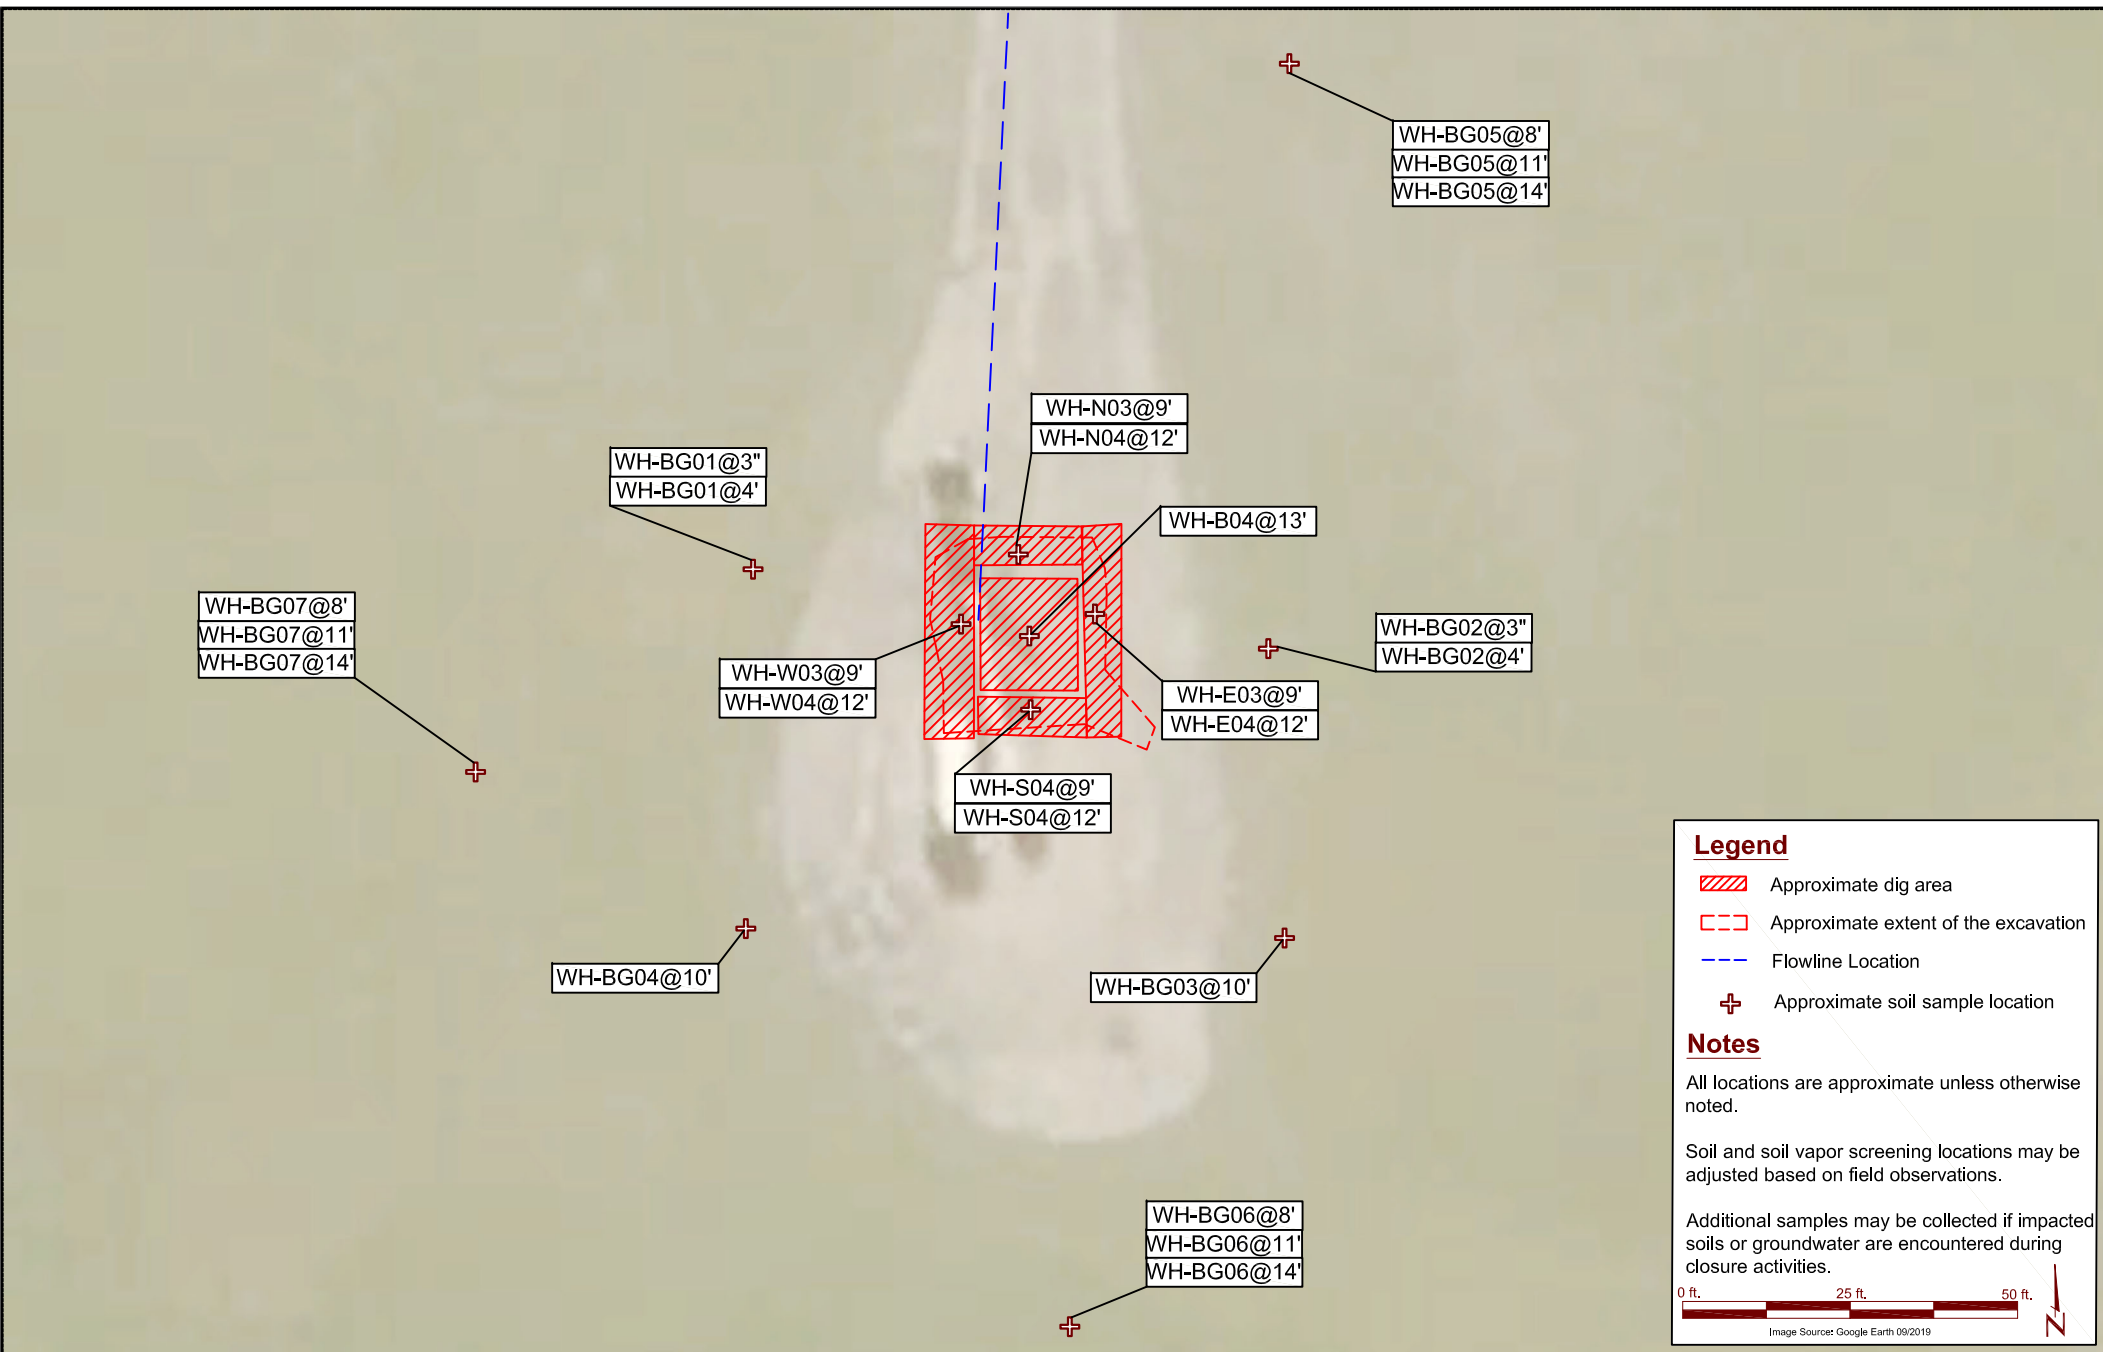 WH-BG05@8'
WH-BG05@11'
WH-BG05@14'
WH-N03@9'
WH-N04@12'
WH-BG01@3"
WH-BG01@4'
WH-B04@13'
WH-BG07@8'
WH-BG07@11'
WH-BG07@14'
WH-BG02@3"
WH-BG02@4'
WH-W03@9'
WH-W04@12'
WH-E03@9'
WH-E04@12'
WH-S04@9'
WH-S04@12'
WH-BG04@10'
WH-BG03@10'
WH-BG06@8'
WH-BG06@11'
WH-BG06@14'
Legend
Approximate dig area
Approximate extent of the excavation
Flowline Location
Approximate soil sample location
Notes
All locations are approximate unless otherwise
noted.
Soil and soil vapor screening locations may be
adjusted based on field observations.
Additional samples may be collected if impacted
soils or groundwater are encountered during
closure activities.
0 ft. 25 ft. 50 ft.
N
Image Source: Google Earth 09/2019